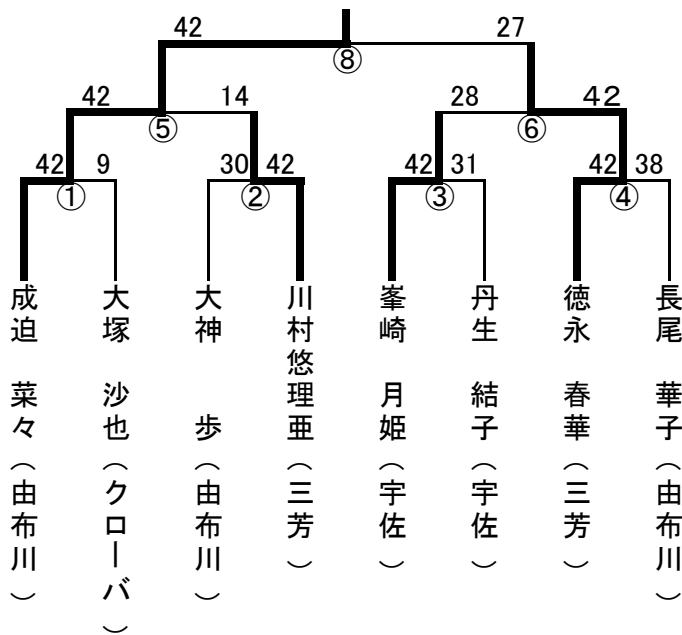 42 27
⑧
42 14 28 42
⑤ ⑥
42 9 30 42 42 31 42 38
① ② ③ ④
成迫 菜々（由布川）
大塚 沙也（クローバ）
大神 歩（由布川）
川村悠理亜（三芳）
峯崎 月姫（宇佐）
丹生 結子（宇佐）
徳永 春華（三芳）
長尾 華子（由布川）